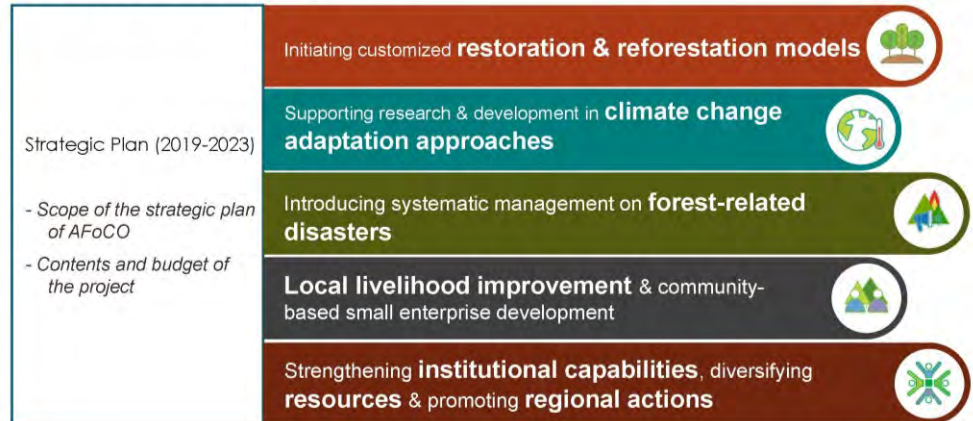 Strategic Plan (2019-2023)
- Scope of the strategic plan
of AFoCO
- Contents and budget of
the project
Initiating customized restoration & reforestation models
Supporting research & development in climate change
adaptation approaches
Introducing systematic management on forest-related
disasters
Local livelihood improvement & community-
based small enterprise development
Strengthening institutional capabilities, diversifying
resources & promoting regional actions